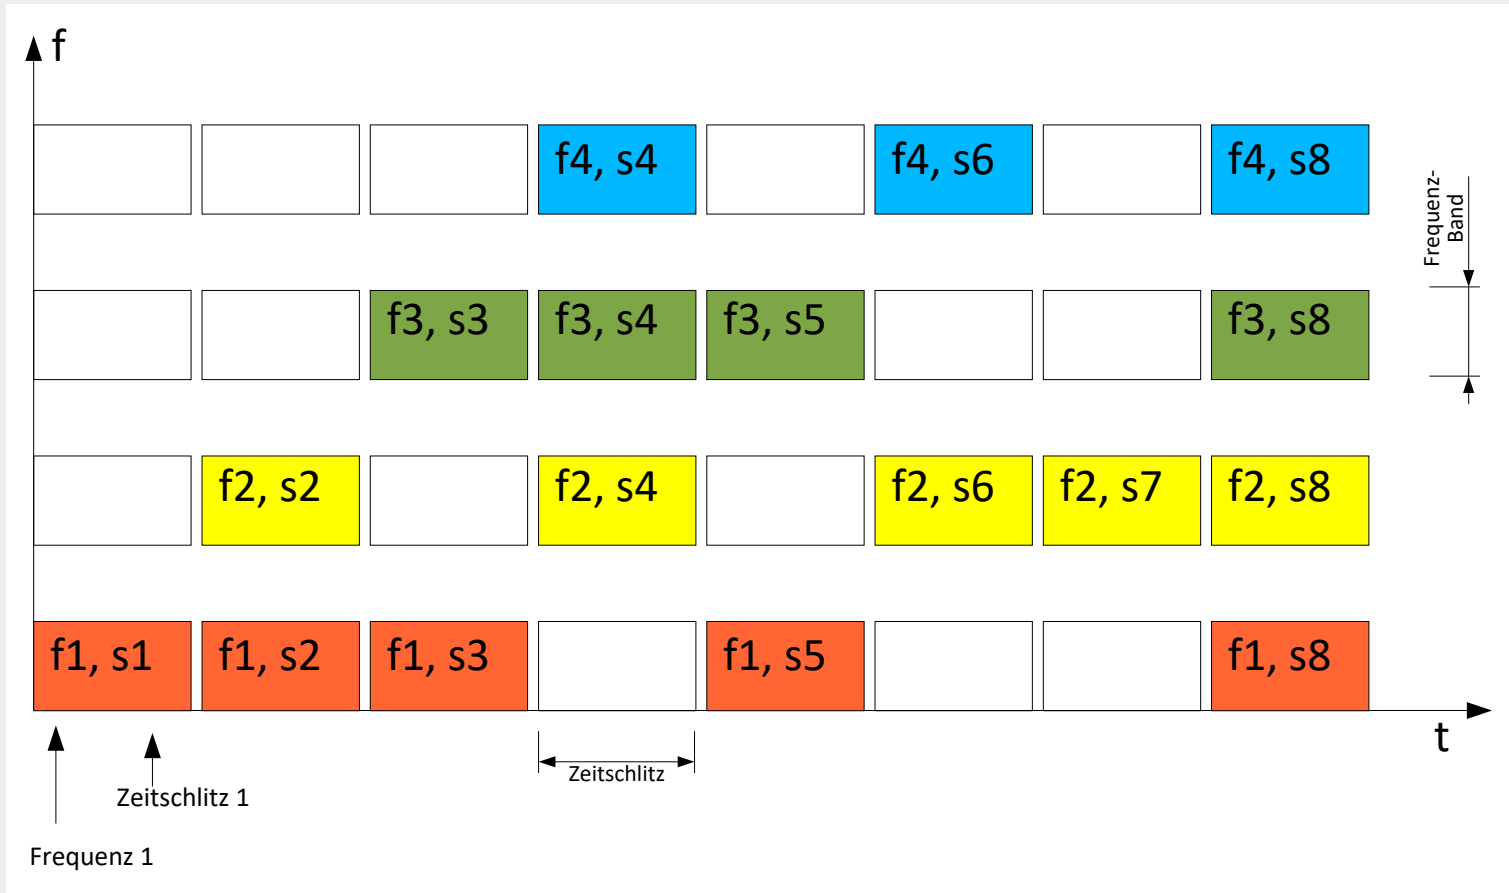 f
f4, s4
f4, s6
f4, s8
Frequenz-
Band
f3, s3
f3, s4
f3, s5
f3, s8
f2, s2
f2, s4
f2, s6
f2, s7
f2, s8
f1, s1
f1, s2
f1, s3
f1, s5
f1, s8
t
Zeitschlitz
Zeitschlitz 1
Frequenz 1